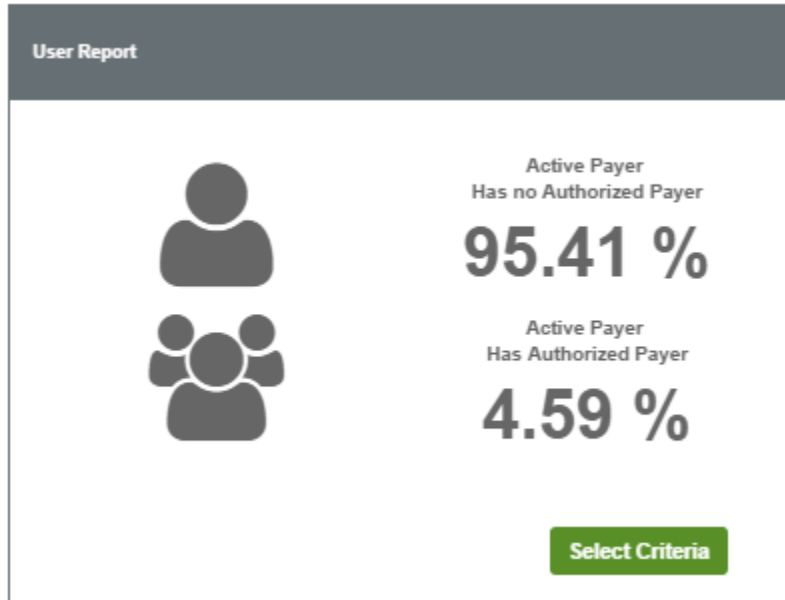 User Report
Active Payer
Has no Authorized Payer
95.41 %
Active Payer
Has Authorized Payer
4.59 %
Select Criteria